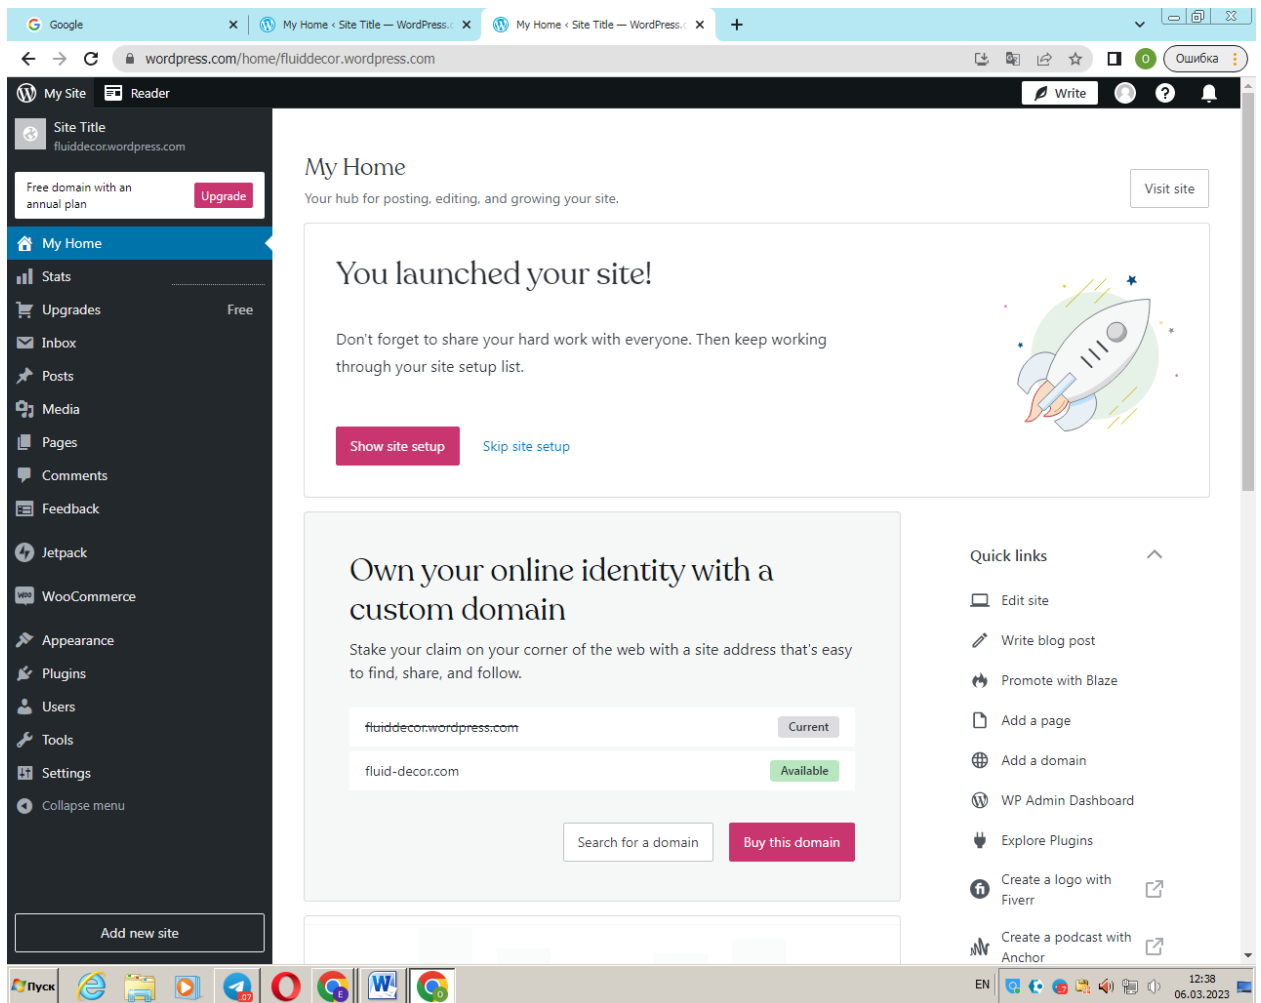 Google
My Home ‹ Site Title — WordPress.c
My Home ‹ Site Title — WordPress.c
wordpress.com/home/fluiddecor.wordpress.com
O
Ошибка
My Site
Reader
Write
Site Title
fluiddecor.wordpress.com
Free domain with an
annual plan
Upgrade
My Home
Stats
Upgrades
Free
Inbox
Posts
Media
Pages
Comments
Feedback
Jetpack
WooCommerce
Appearance
Plugins
Users
Tools
Settings
Collapse menu
Add new site
My Home
Your hub for posting, editing, and growing your site.
Visit site
You launched your site!
Don't forget to share your hard work with everyone. Then keep working
through your site setup list.
Show site setup
Skip site setup
Own your online identity with a
custom domain
Stake your claim on your corner of the web with a site address that's easy
to find, share, and follow.
fluiddecor.wordpress.com
Current
fluid-decor.com
Available
Search for a domain
Buy this domain
Quick links
Edit site
Write blog post
Promote with Blaze
Add a page
Add a domain
WP Admin Dashboard
Explore Plugins
Create a logo with
Fiverr
Create a podcast with
Anchor
Пуск
EN
12:38
06.03.2023